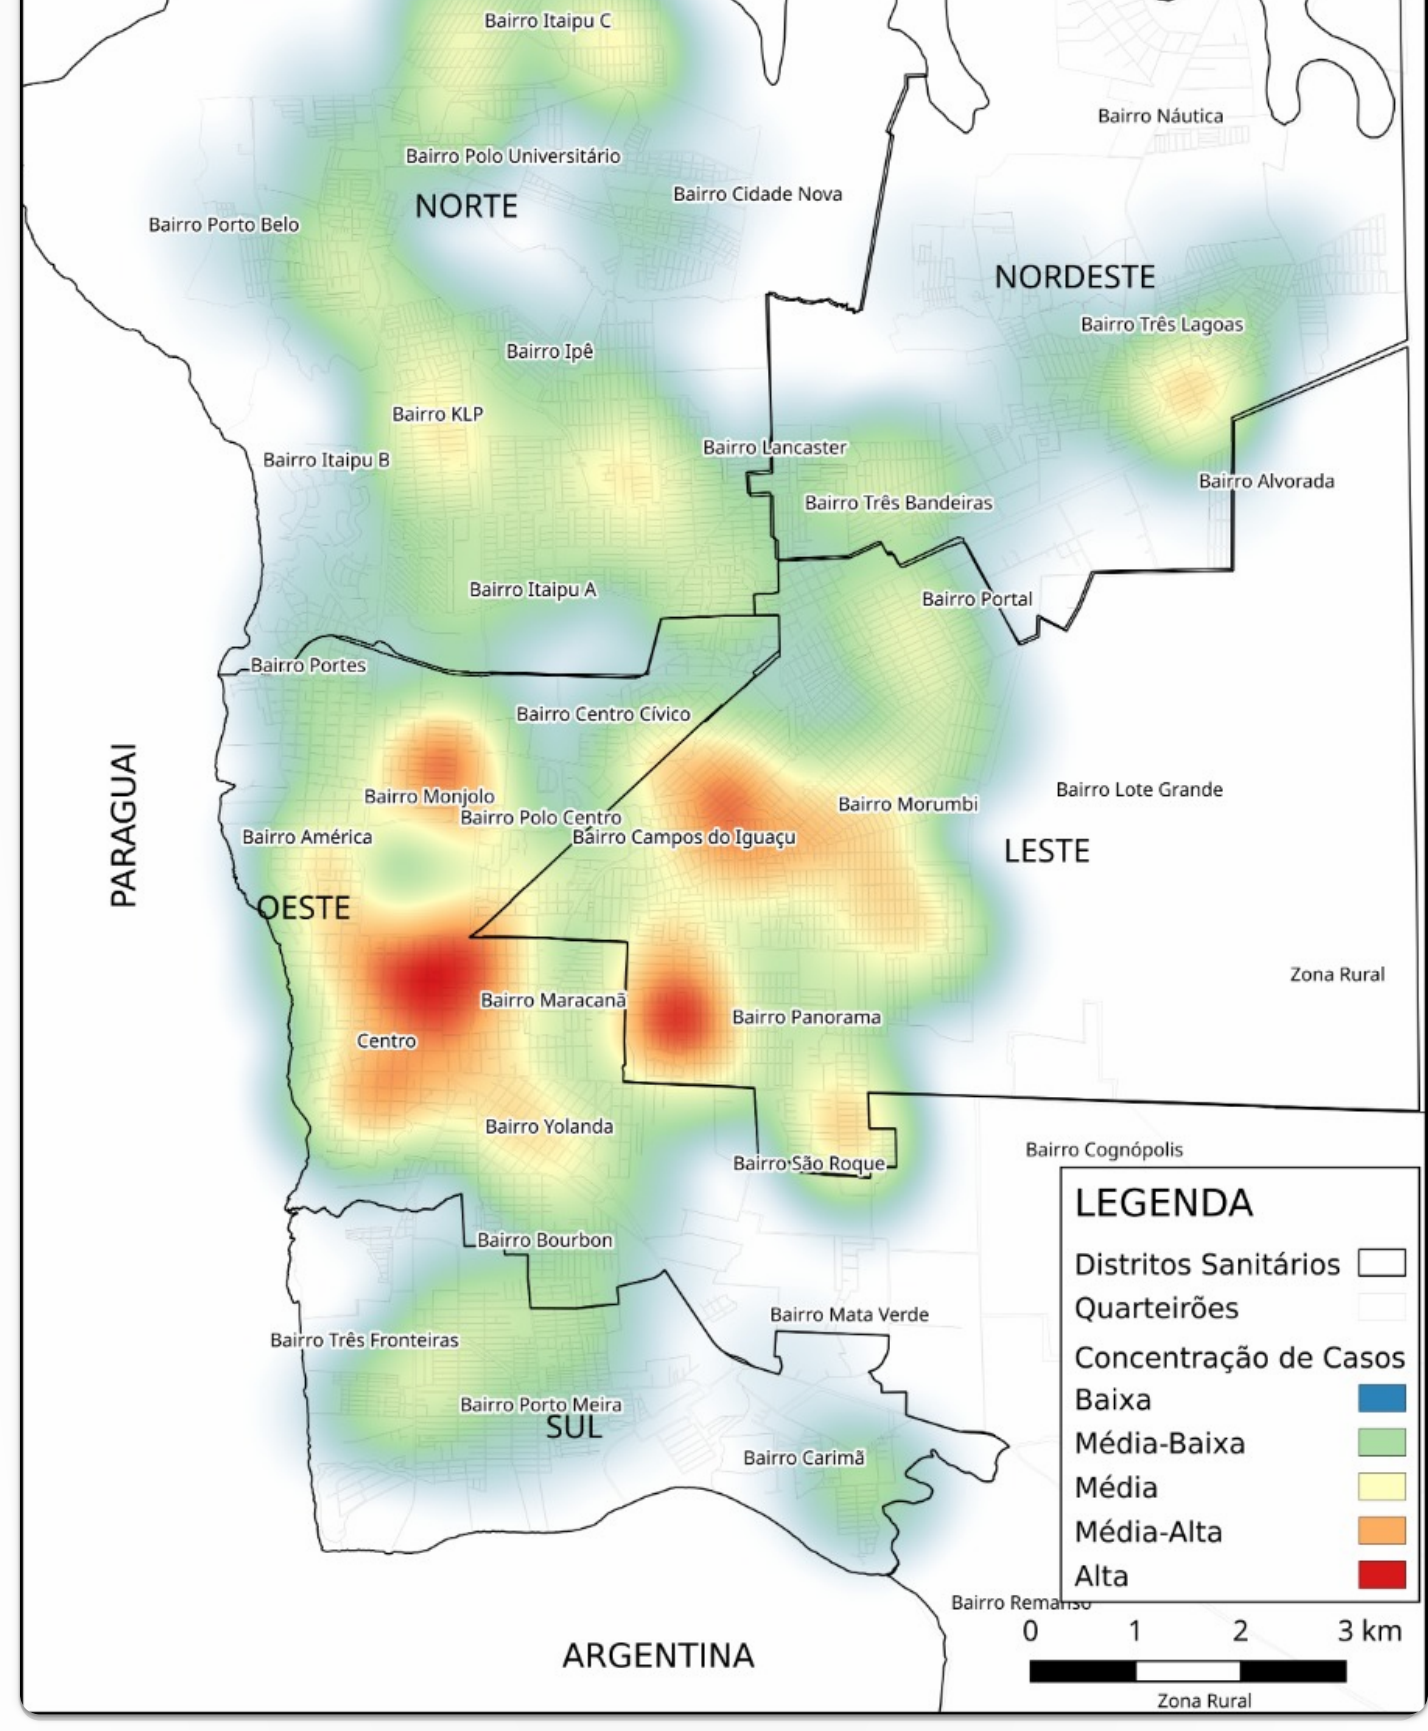 Bairro Itaipu C
Bairro Náutica
Bairro Polo Universitário
Bairro Cidade Nova
NORTE
Bairro Porto Belo
NORDESTE
Bairro Três Lagoas
Bairro Ipê
Bairro KLP
Bairro Lancaster
Bairro Itaipu B
Bairro Alvorada
Bairro Três Bandeiras
Bairro Itaipu A
Bairro Portal
Bairro Portes
Bairro Centro Cívico
PARAGUAI
Bairro Lote Grande
Bairro Monjolo
Bairro Morumbi
Bairro Polo Centro
Bairro América
Bairro Campos do Iguaçu
LESTE
OESTE
Zona Rural
Bairro Maracanã
Bairro Panorama
Centro
Bairro Yolanda
Bairro Cognópolis
Bairro São Roque
Bairro Bourbon
Bairro Mata Verde
Bairro Três Fronteiras
Bairro Porto Meira
SUL
Bairro Carimã
LEGENDA
Distritos Sanitários
Quarteirões
Concentração de Casos
Baixa
Média-Baixa
Média
Média-Alta
Alta
Bairro Remanso
0 1 2 3 km
ARGENTINA
Zona Rural